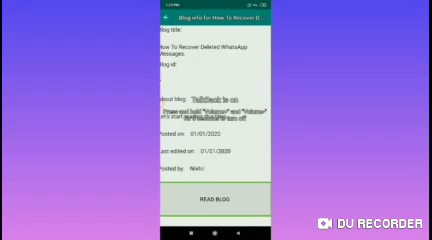 Blog info for How To Recover D...
Blog title:
How To Recover Deleted WhatsApp
Messages.
Blog id:
About blog:
TalkBack is on
Press and hold "Volume+" and "Volume-"
for 3 seconds to turn off
Posted on: 01/01/2022
Last edited on: 01/01/2020
Posted by: Nikhil
READ BLOG
DU RECORDER